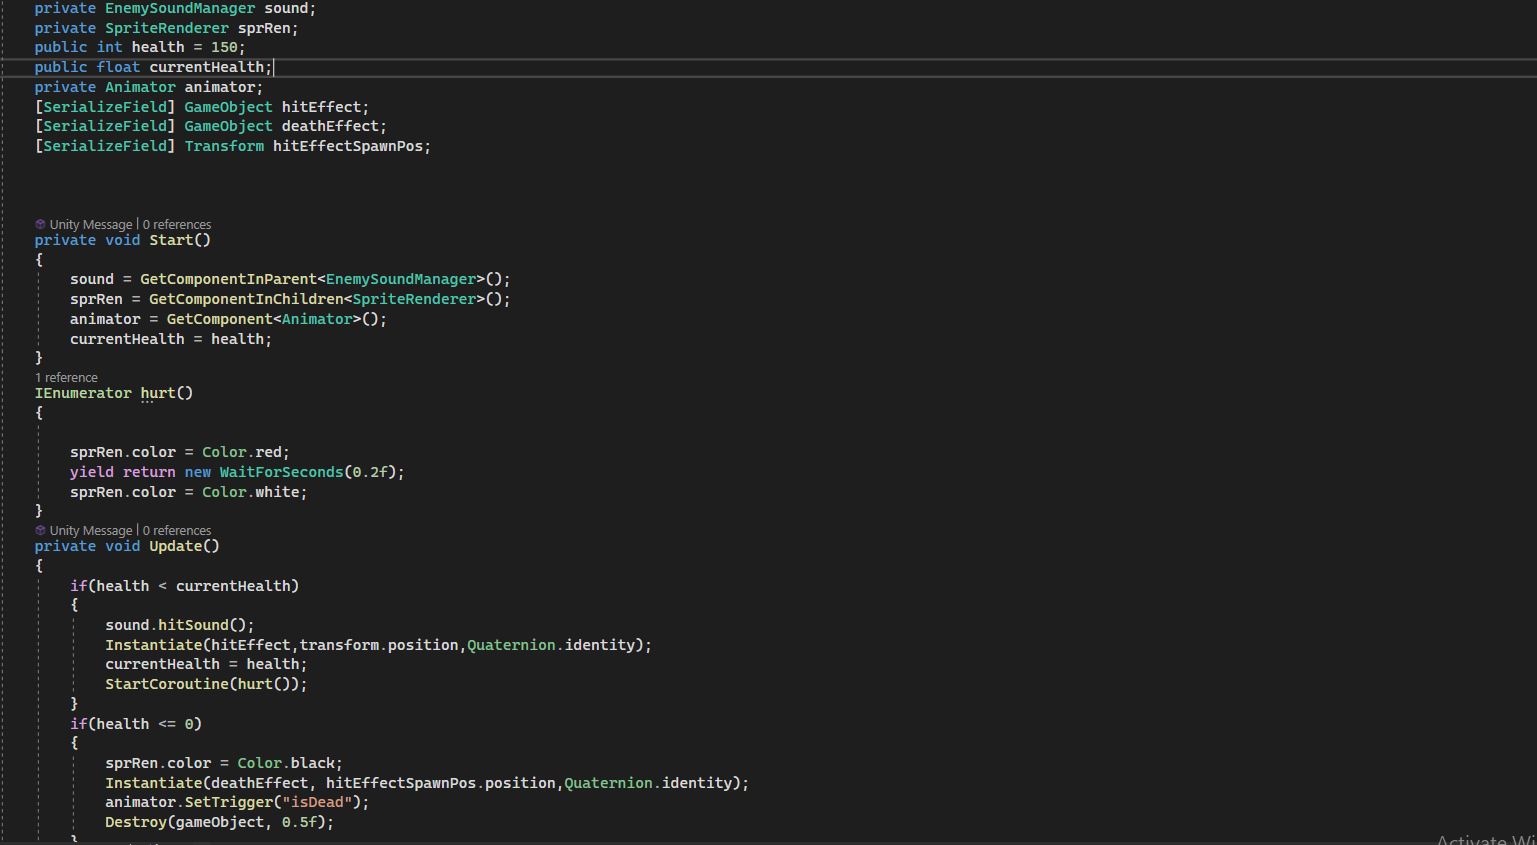 private EnemySoundManager sound;
private SpriteRenderer sprRen;
public int health = 150;
public float currentHealth;
private Animator animator;
[SerializeField] GameObject hitEffect;
[SerializeField] GameObject deathEffect;
[SerializeField] Transform hitEffectSpawnPos;
Unity Message | 0 references
private void Start()
{
sound = GetComponentInParent<EnemySoundManager>();
sprRen = GetComponentInChildren<SpriteRenderer>();
animator = GetComponent<Animator>();
currentHealth = health;
}
1 reference
IEnumerator hurt()
{
sprRen.color = Color.red;
yield return new WaitForSeconds(0.2f);
sprRen.color = Color.white;
}
Unity Message | 0 references
private void Update()
{
if(health < currentHealth)
{
sound.hitSound();
Instantiate(hitEffect,transform.position,Quaternion.identity);
currentHealth = health;
StartCoroutine(hurt());
}
if(health <= 0)
{
sprRen.color = Color.black;
Instantiate(deathEffect, hitEffectSpawnPos.position,Quaternion.identity);
animator.SetTrigger("isDead");
Destroy(gameObject, 0.5f);
}
Activate Wi